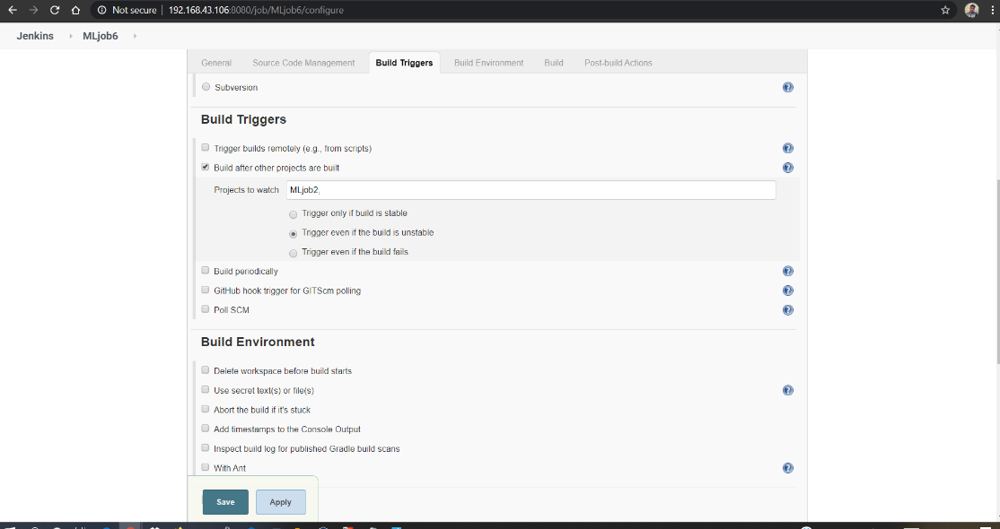 Not secure | 192.168.43.106:8080/job/MLjob6/configure
Jenkins MLjob6
General Source Code Management Build Triggers Build Environment Build Post-build Actions
Subversion
Build Triggers
Trigger builds remotely (e.g., from scripts)
Build after other projects are built
Projects to watch MLjob2,
Trigger only if build is stable
Trigger even if the build is unstable
Trigger even if the build fails
Build periodically
GitHub hook trigger for GITScm polling
Poll SCM
Build Environment
Delete workspace before build starts
Use secret text(s) or file(s)
Abort the build if it's stuck
Add timestamps to the Console Output
Inspect build log for published Gradle build scans
With Ant
Save Apply